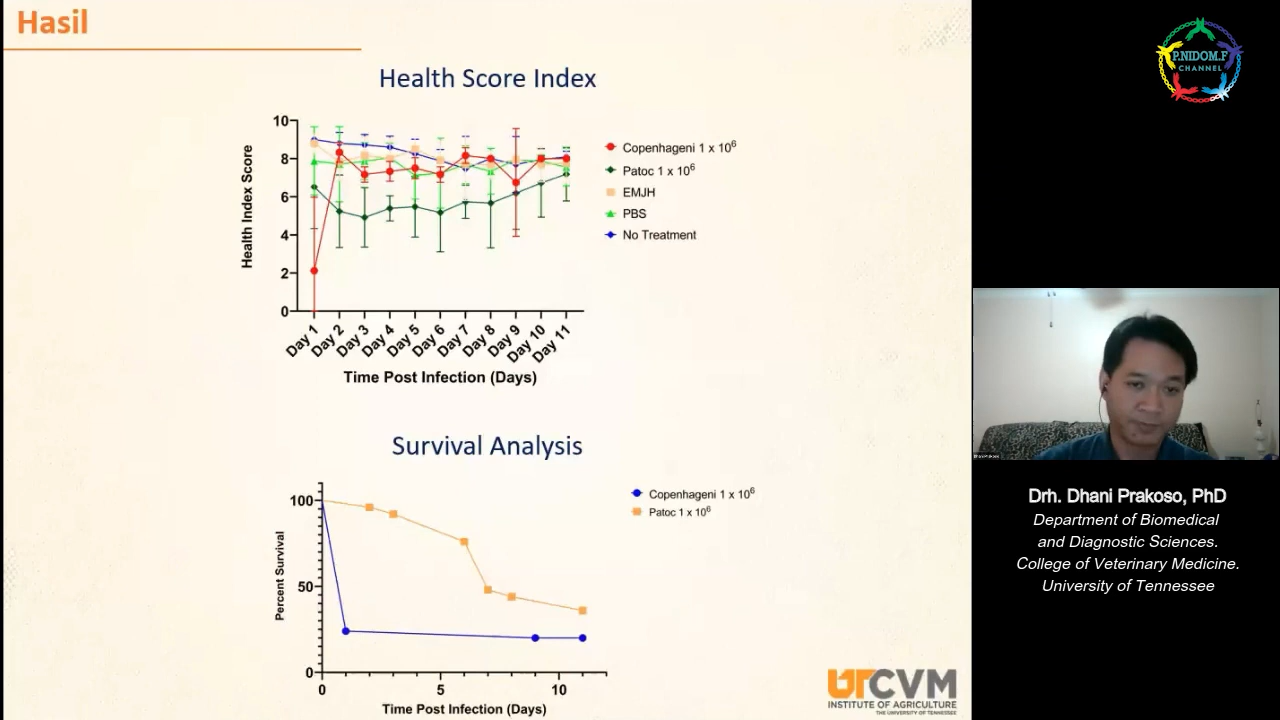 Hasil
Health Score Index
10
8
6
4
2
0
Health Index Score
Day 1
Day 2
Day 3
Day 4
Day 5
Day 6
Day 7
Day 8
Day 9
Day 10
Day 11
Time Post Infection (Days)
Copenhageni 1 x 10⁶
Patoc 1 x 10⁶
EMJH
PBS
No Treatment
Survival Analysis
100
50
0
Percent Survival
0 5 10
Time Post Infection (Days)
Copenhageni 1 x 10⁶
Patoc 1 x 10⁶
UTCVM
INSTITUTE OF AGRICULTURE
THE UNIVERSITY OF TENNESSEE
P.NIDOM.F
CHANNEL
Drh. Dhani Prakoso, PhD
Department of Biomedical
and Diagnostic Sciences.
College of Veterinary Medicine.
University of Tennessee